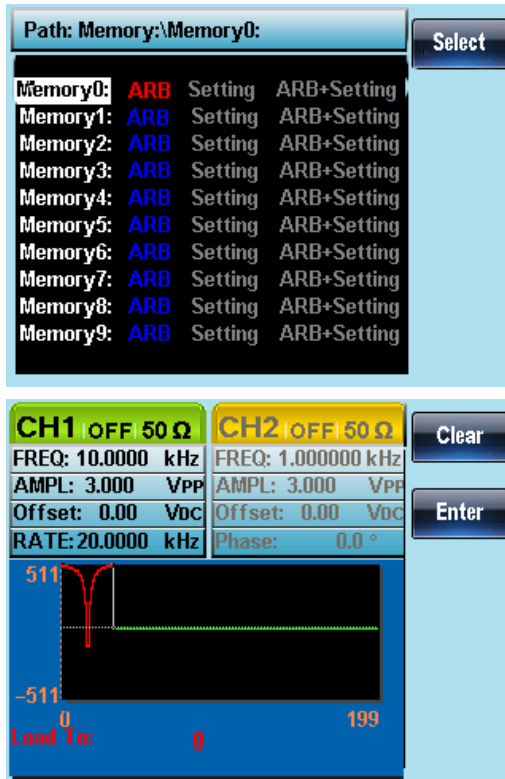 Path: Memory:\Memory0:
Select
Memory0: ARB Setting ARB+Setting
Memory1: ARB Setting ARB+Setting
Memory2: ARB Setting ARB+Setting
Memory3: ARB Setting ARB+Setting
Memory4: ARB Setting ARB+Setting
Memory5: ARB Setting ARB+Setting
Memory6: ARB Setting ARB+Setting
Memory7: ARB Setting ARB+Setting
Memory8: ARB Setting ARB+Setting
Memory9: ARB Setting ARB+Setting
CH1 OFF 50 Ω CH2 OFF 50 Ω
Clear
FREQ: 10.0000 kHz FREQ: 1.000000 kHz
AMPL: 3.000 VPP AMPL: 3.000 VPP
Offset: 0.00 VDC Offset: 0.00 VDC
Enter
RATE: 20.0000 kHz Phase: 0.0 °
511
-511
0 199
Load To: 0